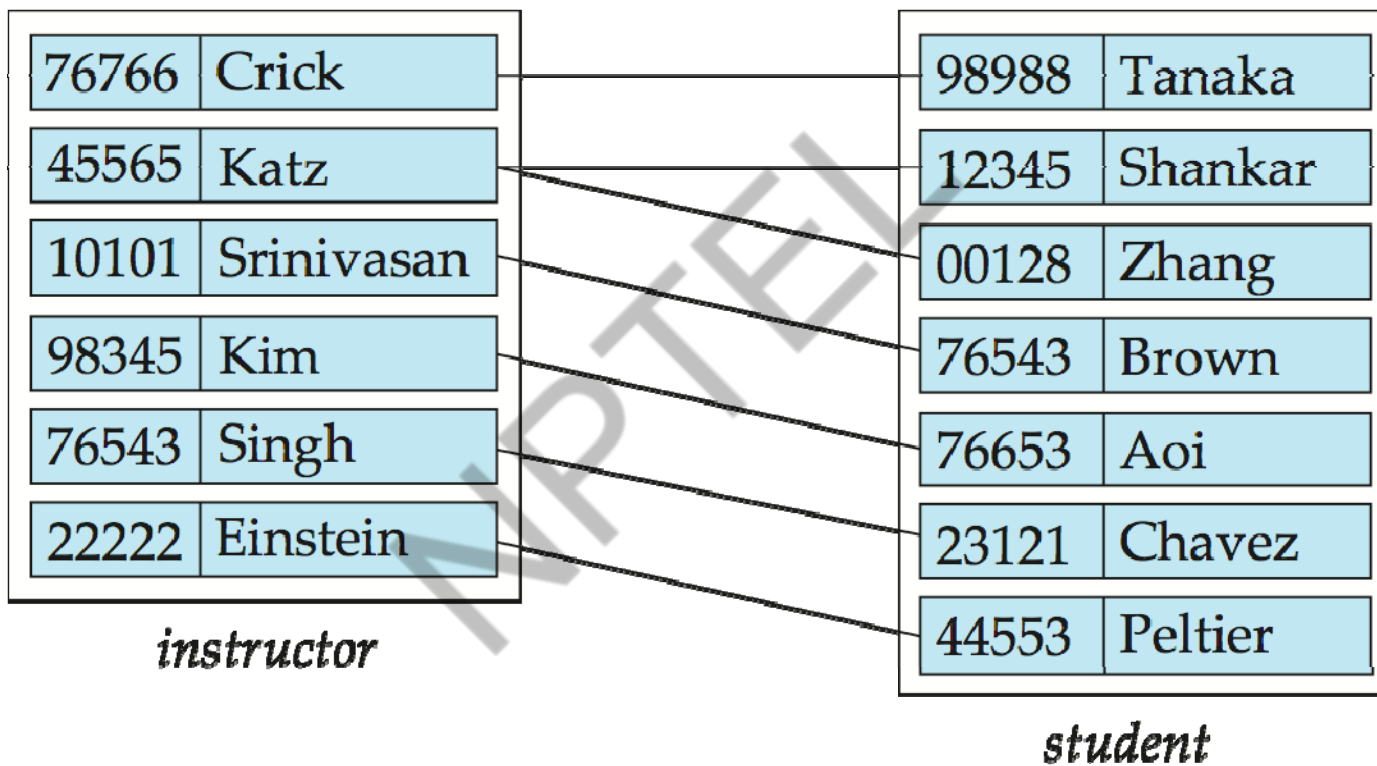 76766 Crick
45565 Katz
10101 Srinivasan
98345 Kim
76543 Singh
22222 Einstein
instructor
98988 Tanaka
12345 Shankar
00128 Zhang
76543 Brown
76653 Aoi
23121 Chavez
44553 Peltier
student
NPTEL